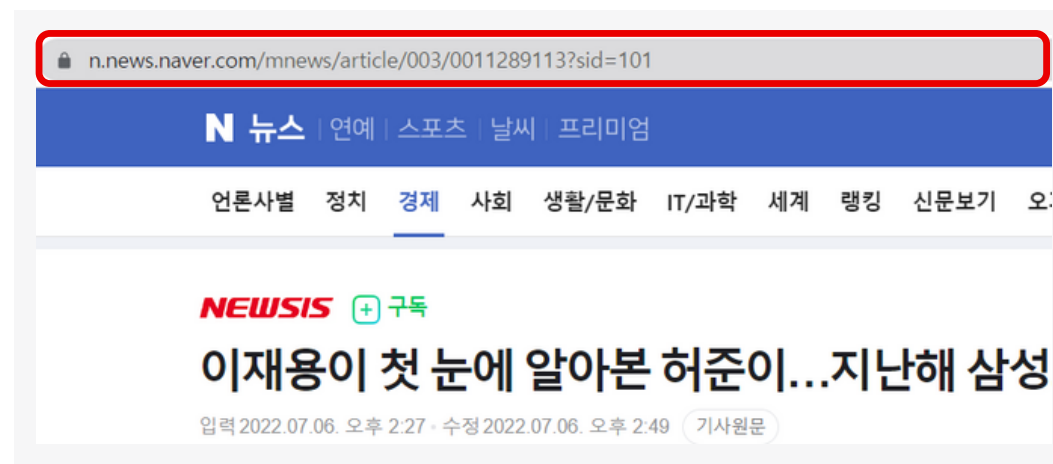 n.news.naver.com/mnews/article/003/0011289113?sid=101
N 뉴스 | 연예 | 스포츠 | 날씨 | 프리미엄
언론사별 정치 경제 사회 생활/문화 IT/과학 세계 랭킹 신문보기
NEWSIS + 구독
이재용이 첫 눈에 알아본 허준이...지난해 삼성
입력 2022.07.06. 오후 2:27 · 수정 2022.07.06. 오후 2:49 기사원문